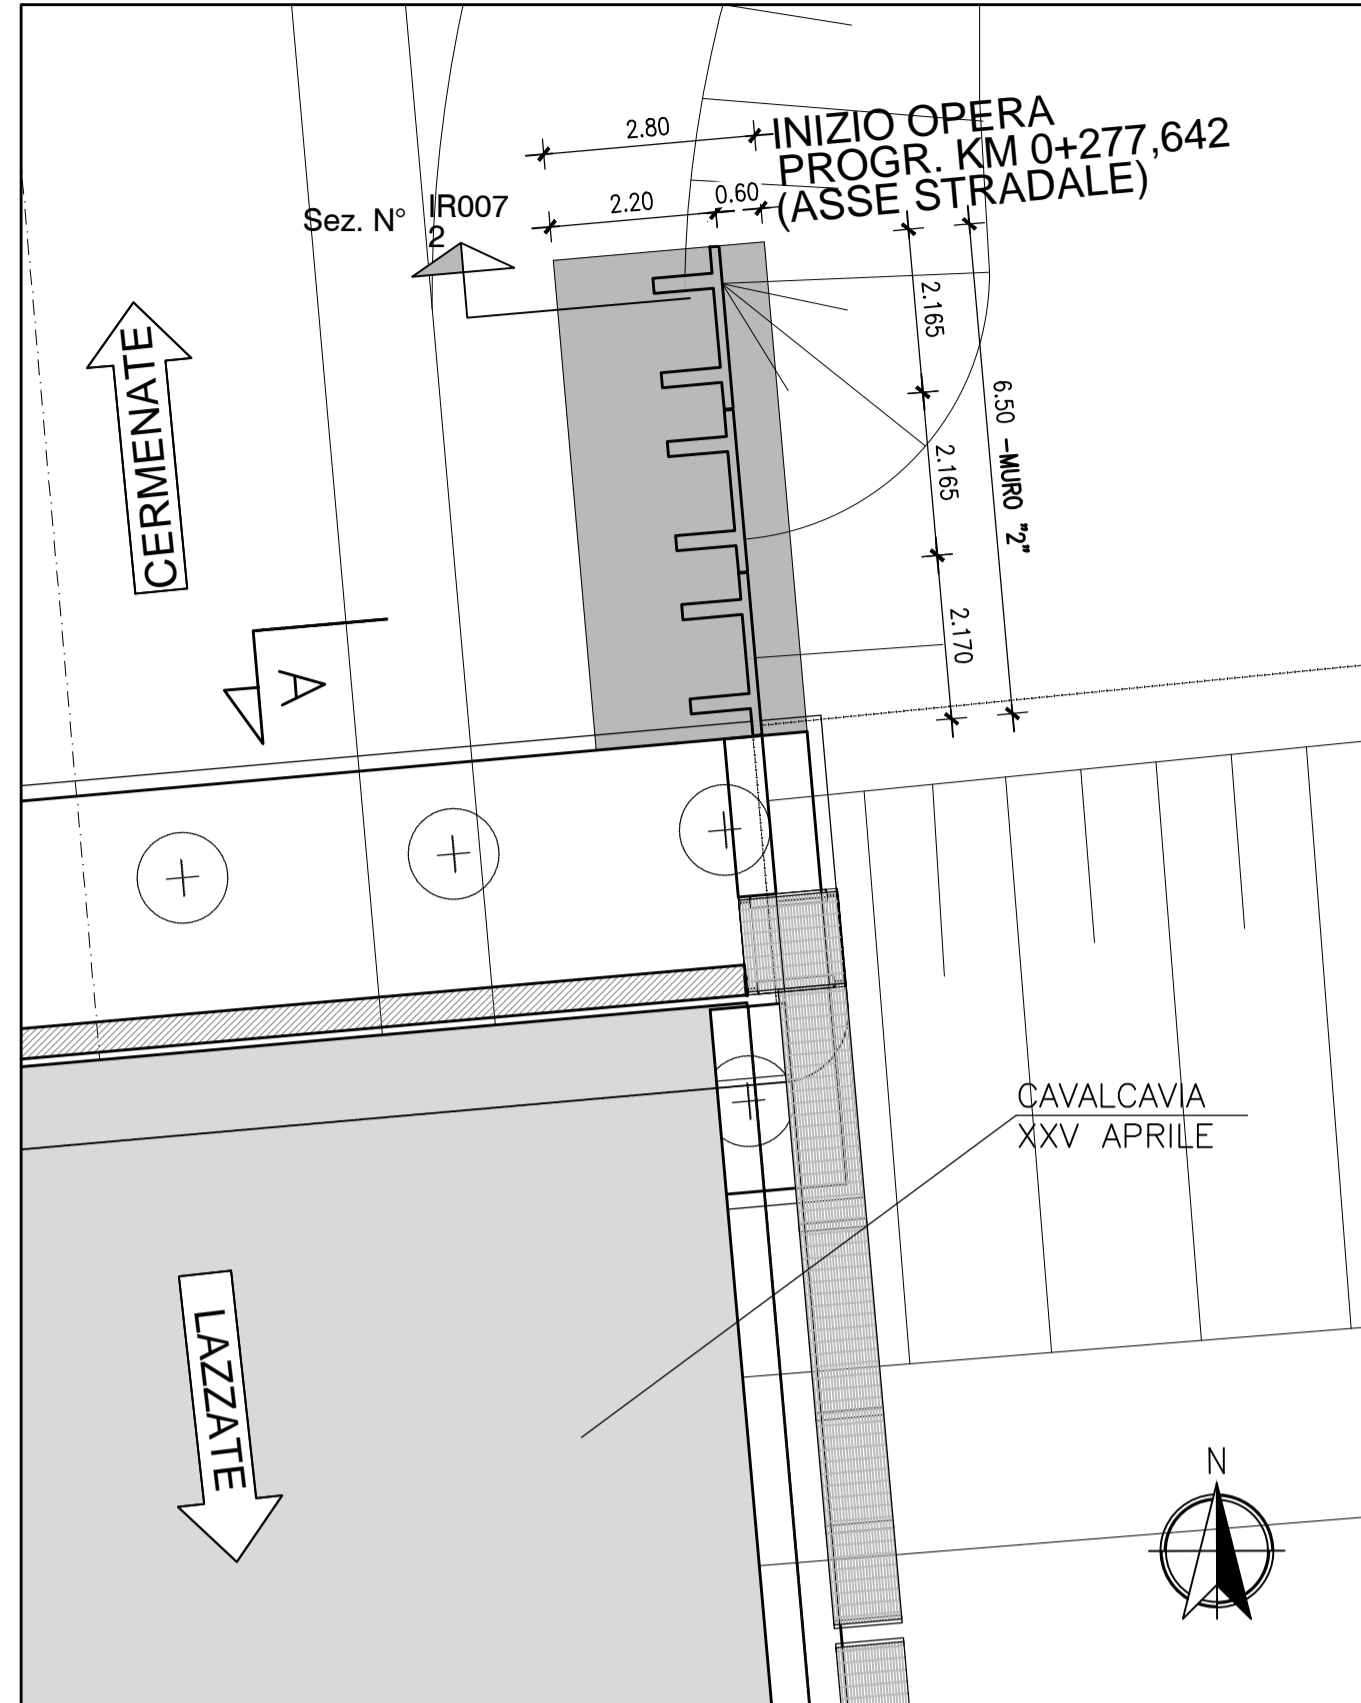 2.80
INIZIO OPERA
PROGR. KM 0+277,642
(ASSE STRADALE)
2.20
0.60
Sez. N°
IR007
2
2.165
2.165
2.170
6.50 -MURO "2"
CERMENATE
A
CAVALCAVIA
XXV APRILE
LAZZATE
N